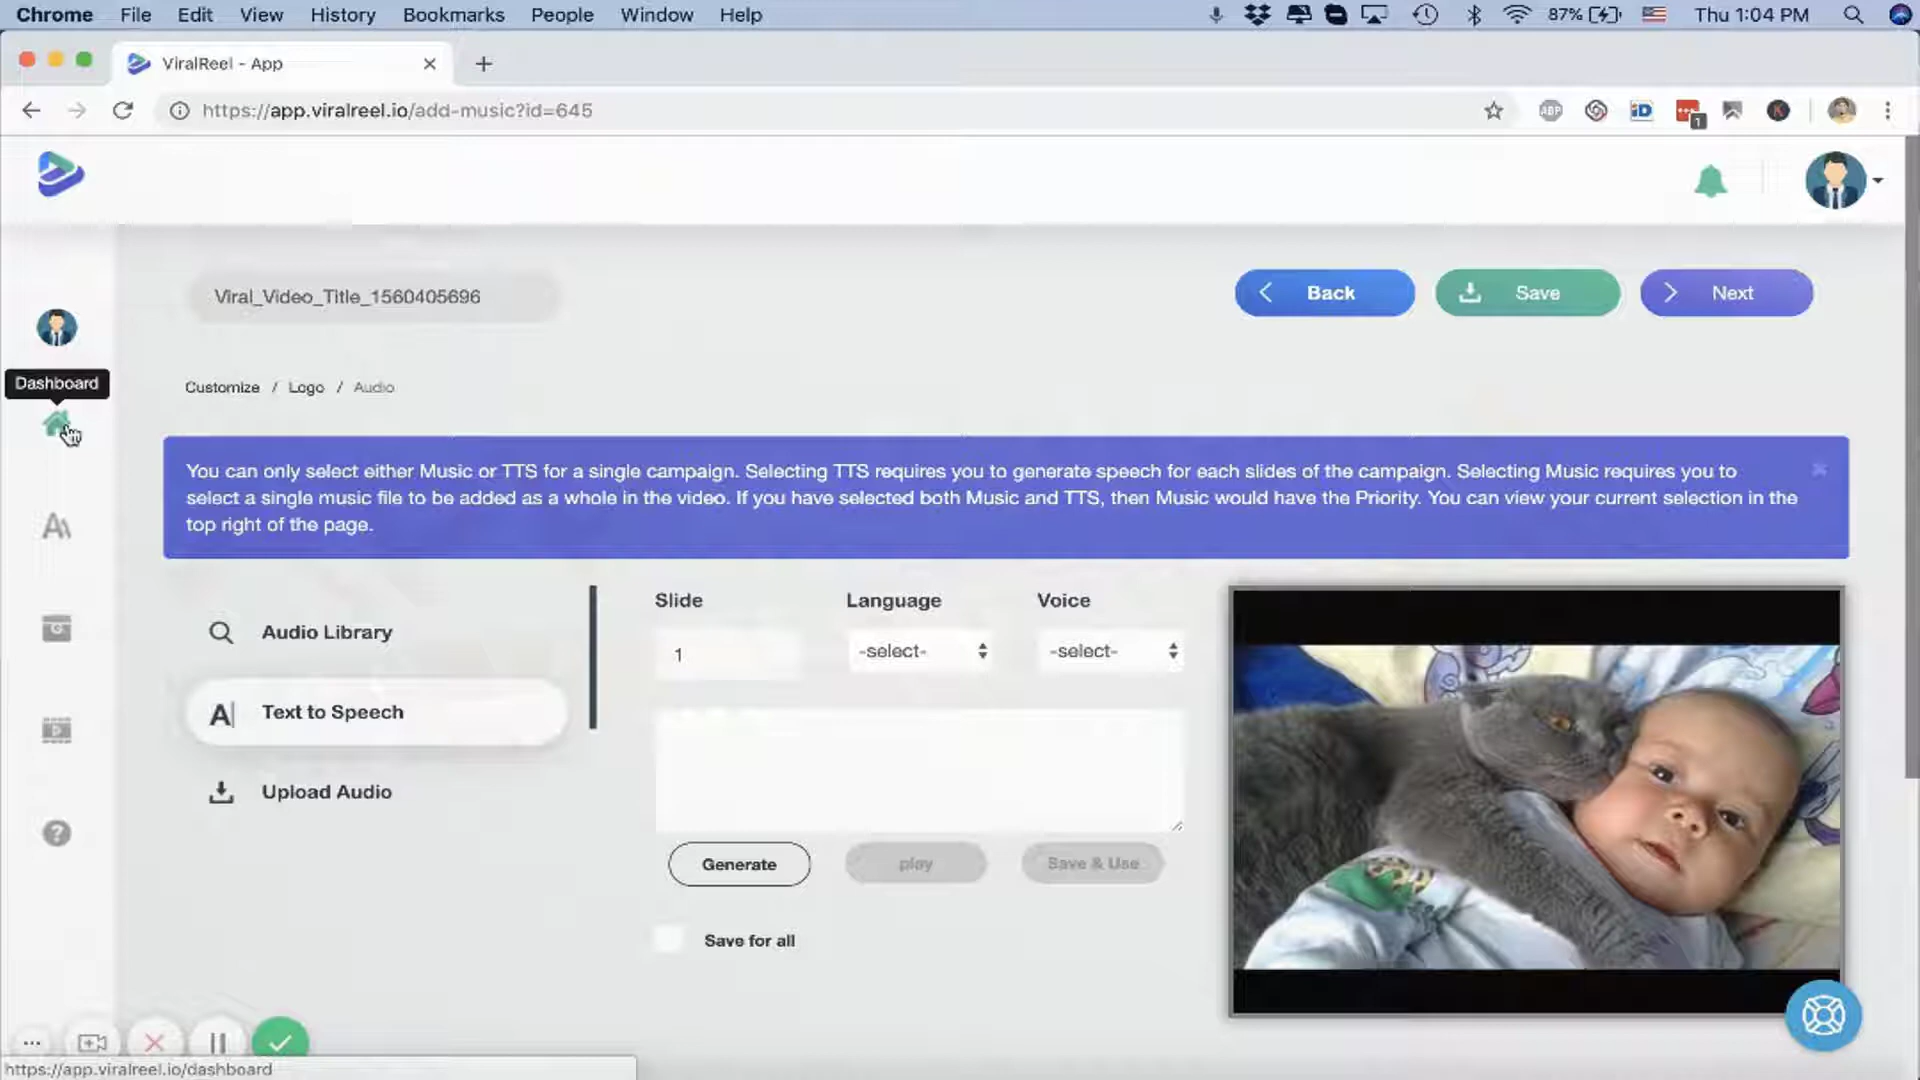 Chrome File Edit View History Bookmarks People Window Help 87% Thu 1:04 PM
ViralReel - App
https://app.viralreel.io/add-music?id=645
ABP iD 1 K
Viral_Video_Title_1560405696
Back Save Next
Dashboard
Customize / Logo / Audio
You can only select either Music or TTS for a single campaign. Selecting TTS requires you to generate speech for each slides of the campaign. Selecting Music requires you to
select a single music file to be added as a whole in the video. If you have selected both Music and TTS, then Music would have the Priority. You can view your current selection in the
top right of the page.
Slide Language Voice
Audio Library
1 -select- -select-
Text to Speech
Upload Audio
Generate play Save & Use
Save for all
https://app.viralreel.io/dashboard